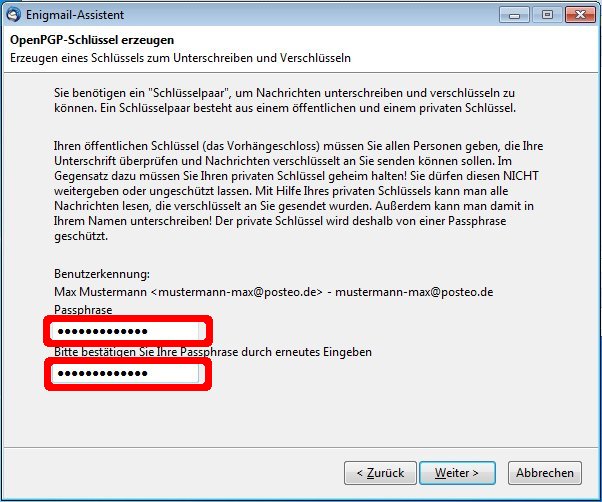 Enigmail-Assistent
OpenPGP-Schlüssel erzeugen
Erzeugen eines Schlüssels zum Unterschreiben und Verschlüsseln
Sie benötigen ein "Schlüsselpaar", um Nachrichten unterschreiben und verschlüsseln zu
können. Ein Schlüsselpaar besteht aus einem öffentlichen und einem privaten Schlüssel.
Ihren öffentlichen Schlüssel (das Vorhängeschloss) müssen Sie allen Personen geben, die Ihre
Unterschrift überprüfen und Nachrichten verschlüsselt an Sie senden können sollen. Im
Gegensatz dazu müssen Sie Ihren privaten Schlüssel geheim halten! Sie dürfen diesen NICHT
weitergeben oder ungeschützt lassen. Mit Hilfe Ihres privaten Schlüssels kann man alle
Nachrichten lesen, die verschlüsselt an Sie gesendet wurden. Außerdem kann man damit in
Ihrem Namen unterschreiben! Der private Schlüssel wird deshalb von einer Passphrase
geschützt.
Benutzerkennung:
Max Mustermann <mustermann-max@posteo.de> - mustermann-max@posteo.de
Passphrase
●●●●●●●●●●●●●
Bitte bestätigen Sie Ihre Passphrase durch erneutes Eingeben
●●●●●●●●●●●●●
< Zurück
Weiter >
Abbrechen